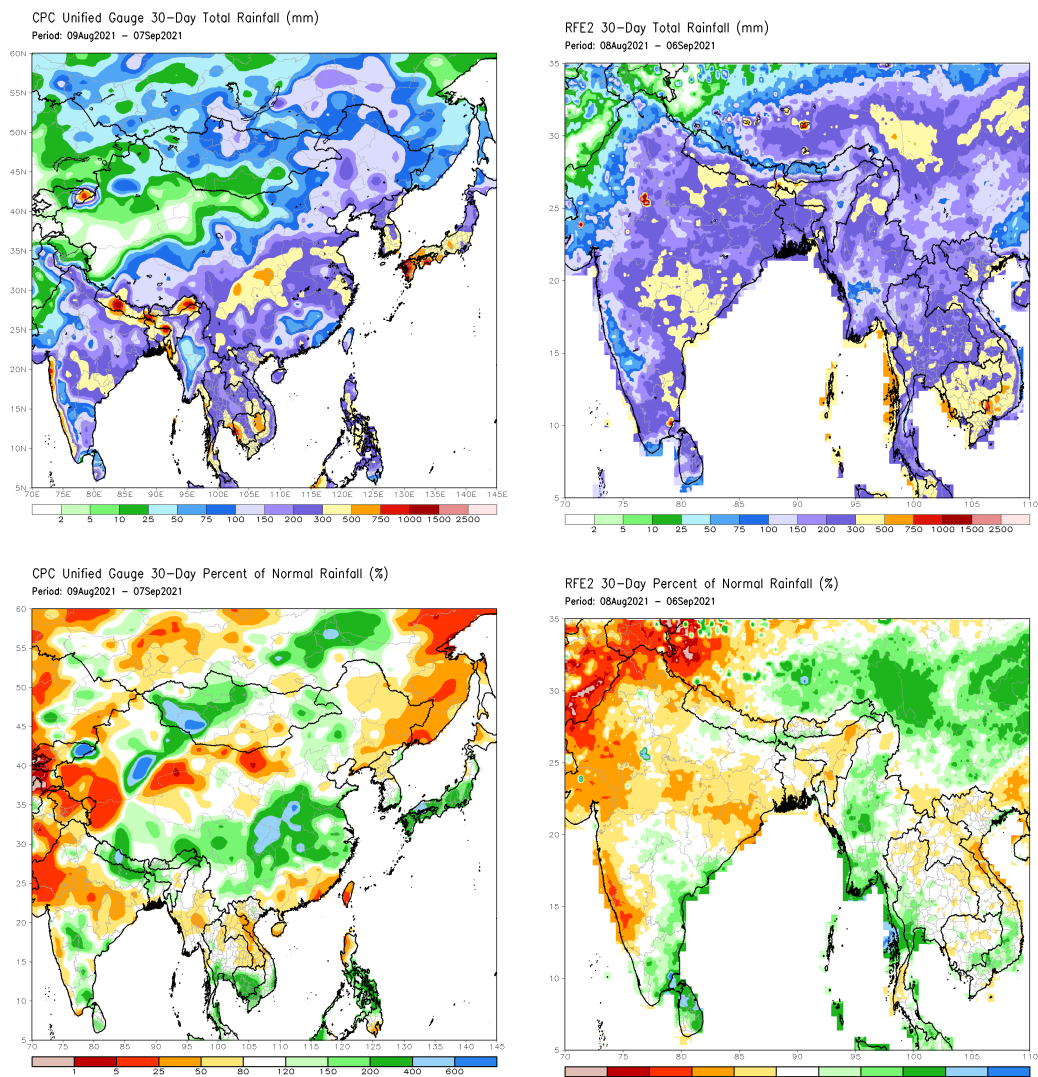 CPC Unified Gauge 30-Day Total Rainfall (mm)
Period: 09Aug2021 - 07Sep2021
60N
55N
50N
45N
40N
35N
30N
25N
20N
15N
10N
5N
70E 75E 80E 85E 90E 95E 100E 105E 110E 115E 120E 125E 130E 135E 140E 145E
2 5 10 25 50 75 100 150 200 300 500 750 1000 1500 2500
RFE2 30-Day Total Rainfall (mm)
Period: 08Aug2021 - 06Sep2021
35
30
25
20
15
10
5
70 75 80 85 90 95 100 105 110
2 5 10 25 50 75 100 150 200 300 500 750 1000 1500 2500
CPC Unified Gauge 30-Day Percent of Normal Rainfall (%)
Period: 09Aug2021 - 07Sep2021
60
55
50
45
40
35
30
25
20
15
10
5
70 75 80 85 90 95 100 105 110 115 120 125 130 135 140 145
1 5 25 50 80 120 150 200 400 600
RFE2 30-Day Percent of Normal Rainfall (%)
Period: 08Aug2021 - 06Sep2021
35
30
25
20
15
10
5
70 75 80 85 90 95 100 105 110